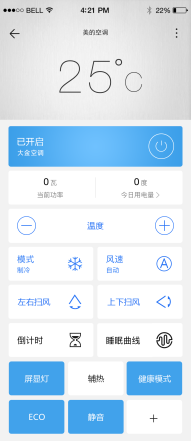 ●●●○○ BELL 4:21 PM 22%
美的空调
25°c
已开启
大金空调
0瓦 0度
当前功率 今日用电量 >
温度
模式 风速
制冷 自动
A
左右扫风 上下扫风
倒计时 睡眠曲线
屏显灯 辅热 健康模式
ECO 静音 +